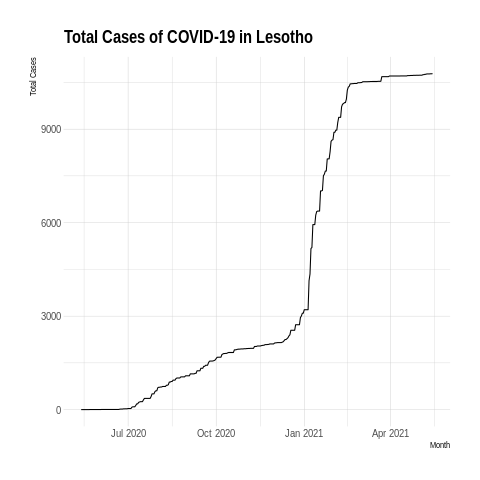 Total Cases of COVID-19 in Lesotho
Total Cases
9000
6000
3000
0
Jul 2020 Oct 2020 Jan 2021 Apr 2021
Month